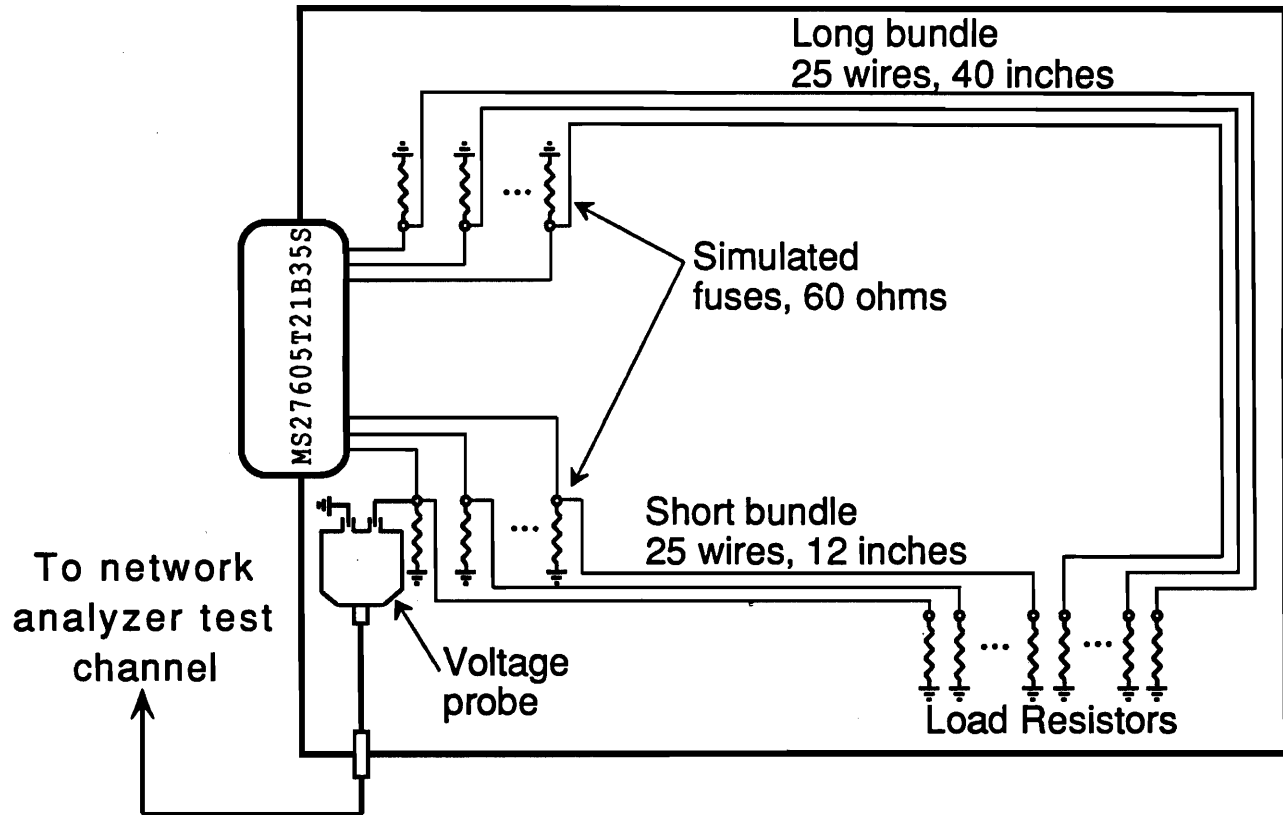 Long bundle
25 wires, 40 inches
...
MS27605T21B35S
Simulated
fuses, 60 ohms
...
Short bundle
25 wires, 12 inches
To network
analyzer test
channel
Voltage
probe
... ...
Load Resistors